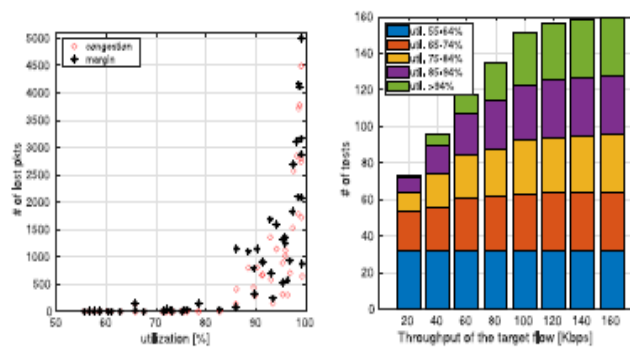 5000
4500
4000
3500
3000
2500
2000
1500
1000
500
0
# of lost pkts
congestion
margin
50 60 70 80 90 100
utilization [%]
160
140
120
100
80
60
40
20
0
# of tests
util. 55-64%
util. 65-74%
util. 75-84%
util. 85-94%
util. >94%
20 40 60 80 100 120 140 160
Throughput of the target flow [Kbps]